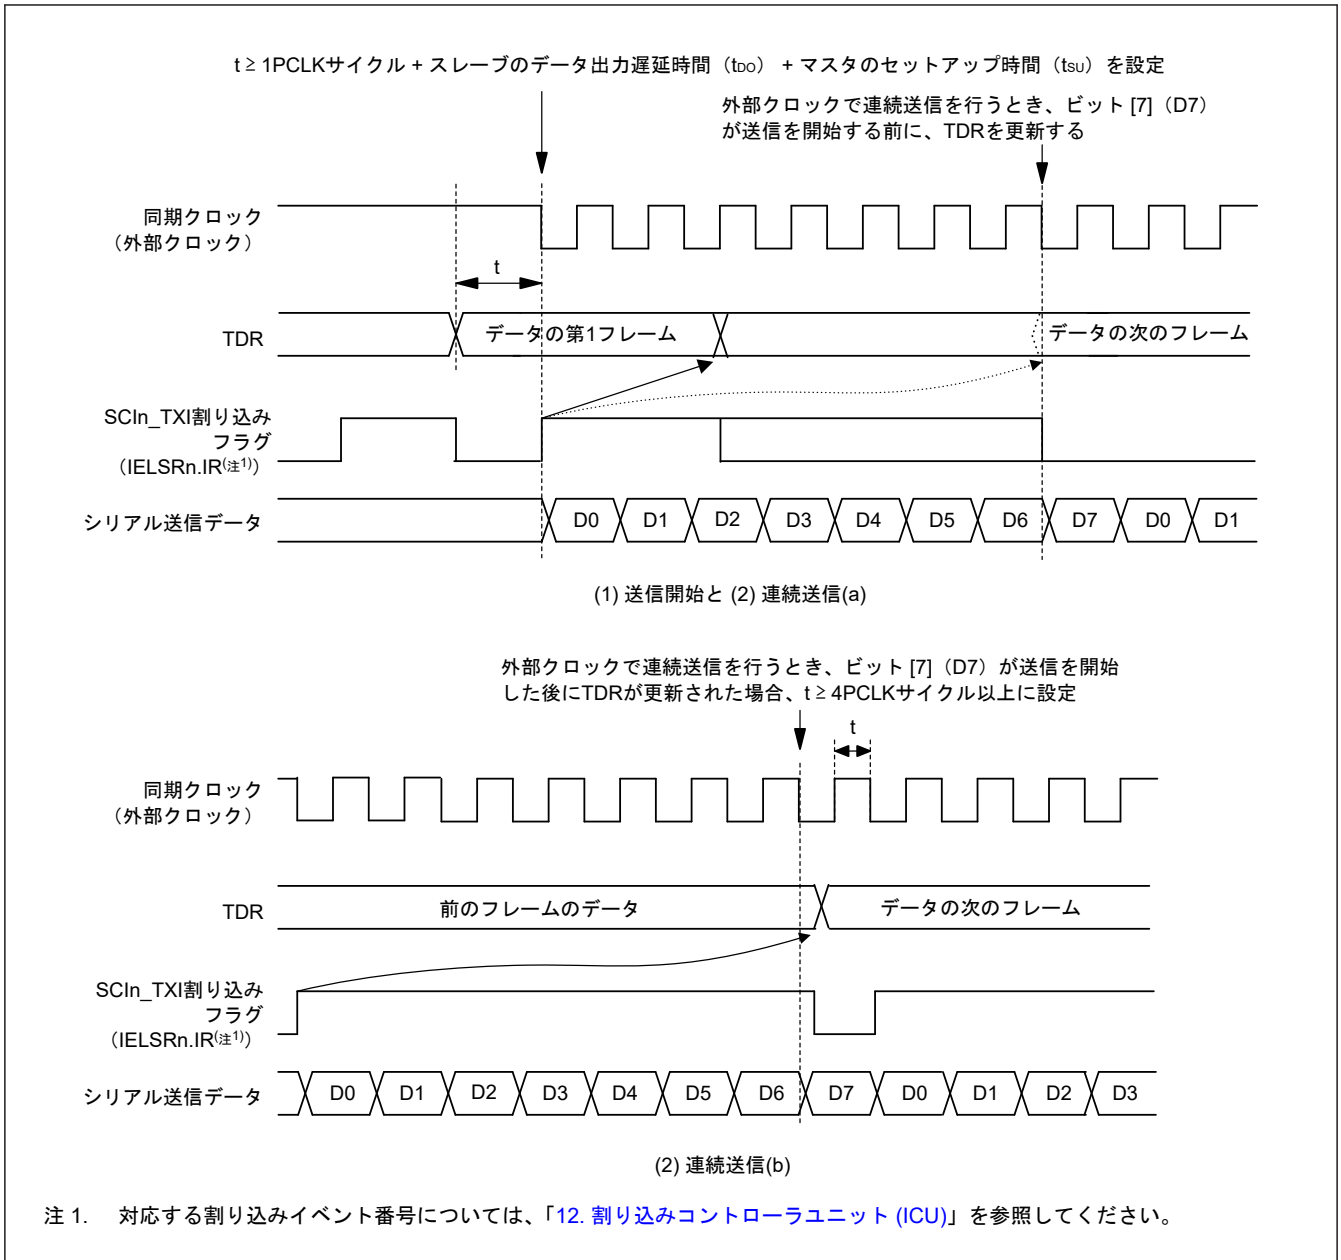 t ≥ 1PCLKサイクル + スレーブのデータ出力遅延時間（tDO） + マスタのセットアップ時間（tSU）を設定
外部クロックで連続送信を行うとき、ビット [7]（D7）
が送信を開始する前に、TDRを更新する
同期クロック
（外部クロック）
t
TDR
データの第1フレーム
データの次のフレーム
SCIn_TXI割り込み
フラグ
（IELSRn.IR(注1)）
シリアル送信データ
D0 D1 D2 D3 D4 D5 D6 D7 D0 D1
(1) 送信開始と (2) 連続送信(a)
外部クロックで連続送信を行うとき、ビット [7]（D7）が送信を開始
した後にTDRが更新された場合、t ≥ 4PCLKサイクル以上に設定
t
同期クロック
（外部クロック）
TDR
前のフレームのデータ
データの次のフレーム
SCIn_TXI割り込み
フラグ
（IELSRn.IR(注1)）
シリアル送信データ
D0 D1 D2 D3 D4 D5 D6 D7 D0 D1 D2 D3
(2) 連続送信(b)
注 1. 対応する割り込みイベント番号については、「12. 割り込みコントローラユニット (ICU)」を参照してください。